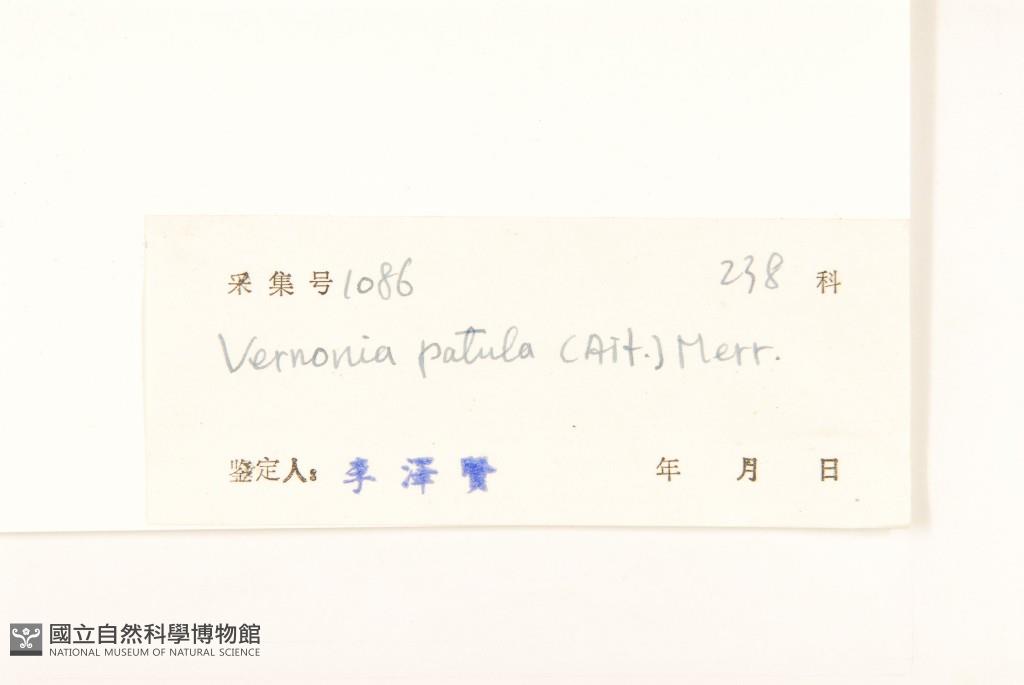 采集号 1086 238 科
Vernonia patula (Ait.) Merr.
鉴定人: 李澤賢 年 月 日
國立自然科學博物館
NATIONAL MUSEUM OF NATURAL SCIENCE